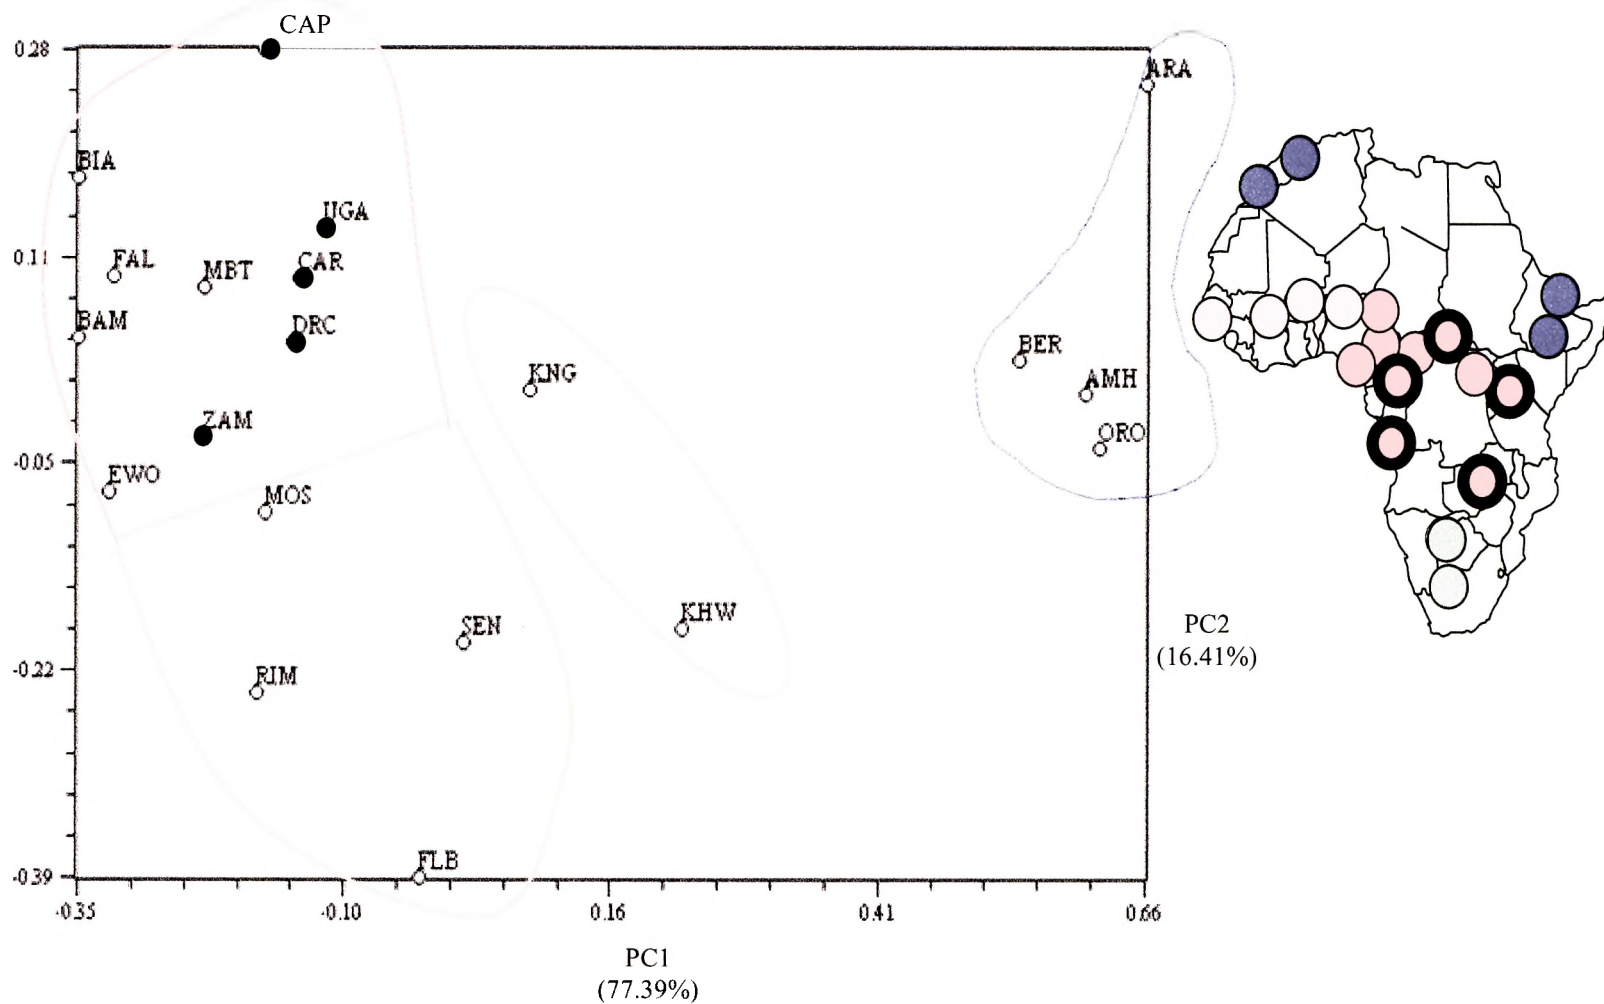 CAP
0.28
ARA
BIA
UGA
0.11
FAL
MBT
CAR
BAM
DRC
BER
KNG
AMH
ZAM
ORO
-0.05
EWO
MOS
SEN
KHW
PC2
(16.41%)
-0.22
RIM
FLB
-0.39
-0.35
-0.10
0.16
0.41
0.66
PC1
(77.39%)